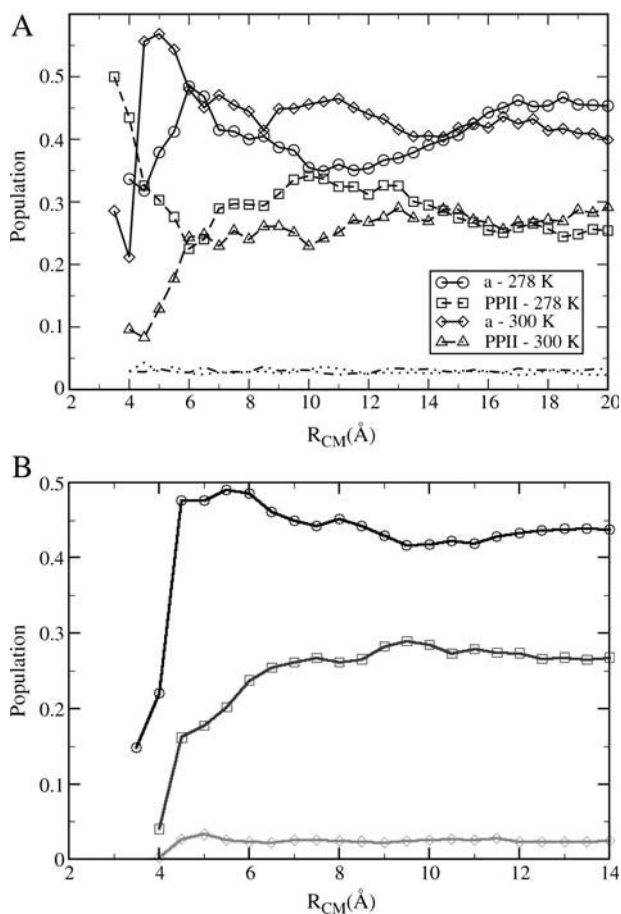 A
0.5
0.4
0.3
0.2
0.1
0
Population
a - 278 K
PPII - 278 K
a - 300 K
PPII - 300 K
2 4 6 8 10 12 14 16 18 20
R_CM(Å)
B
0.5
0.4
0.3
0.2
0.1
0
Population
2 4 6 8 10 12 14
R_CM(Å)